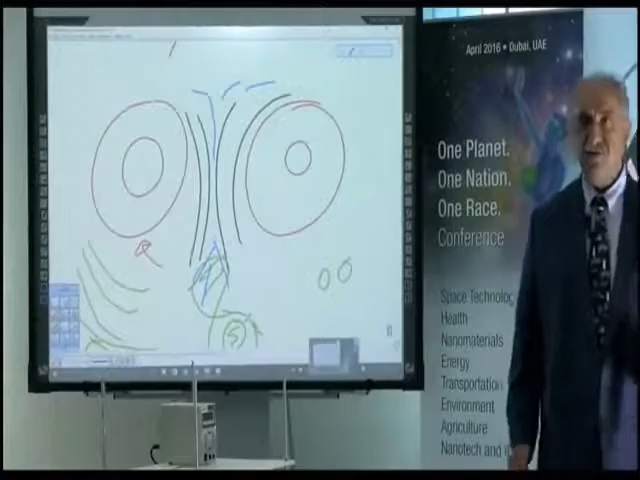 April 2016 • Dubai, UAE
One Planet.
One Nation.
One Race.
Conference
Space Technolog
Health
Nanomaterials
Energy
Transportation
Environment
Agriculture
Nanotech and